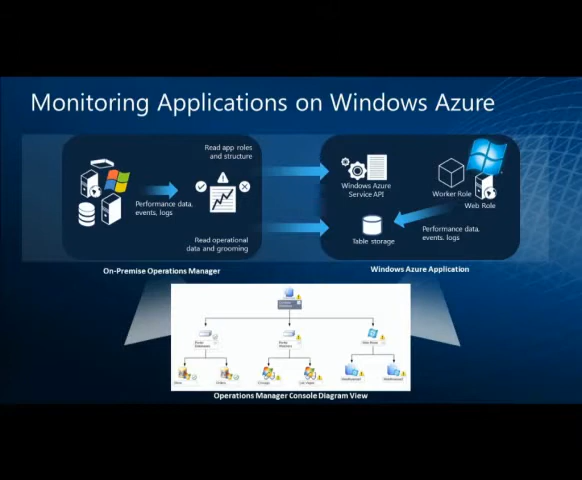 Monitoring Applications on Windows Azure
Read app roles
and structure
Performance data,
events, logs
Read operational
data and grooming
On-Premise Operations Manager
Windows Azure
Service API
Worker Role
Web Role
Table storage
Performance data,
events, logs
Windows Azure Application
Operations Manager Console Diagram View